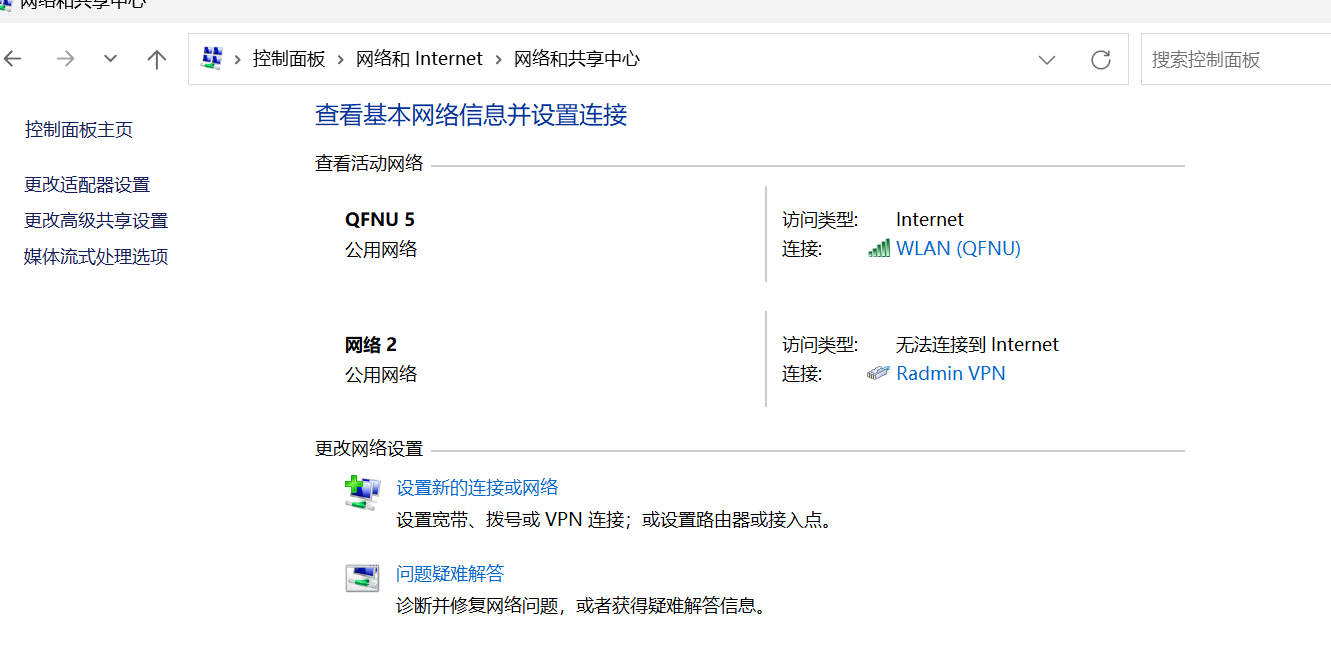 网络和共享中心
控制面板 › 网络和 Internet › 网络和共享中心
搜索控制面板
控制面板主页
更改适配器设置
更改高级共享设置
媒体流式处理选项
查看基本网络信息并设置连接
查看活动网络
QFNU 5
公用网络
访问类型: Internet
连接: WLAN (QFNU)
网络 2
公用网络
访问类型: 无法连接到 Internet
连接: Radmin VPN
更改网络设置
设置新的连接或网络
设置宽带、拨号或 VPN 连接；或设置路由器或接入点。
问题疑难解答
诊断并修复网络问题，或者获得疑难解答信息。